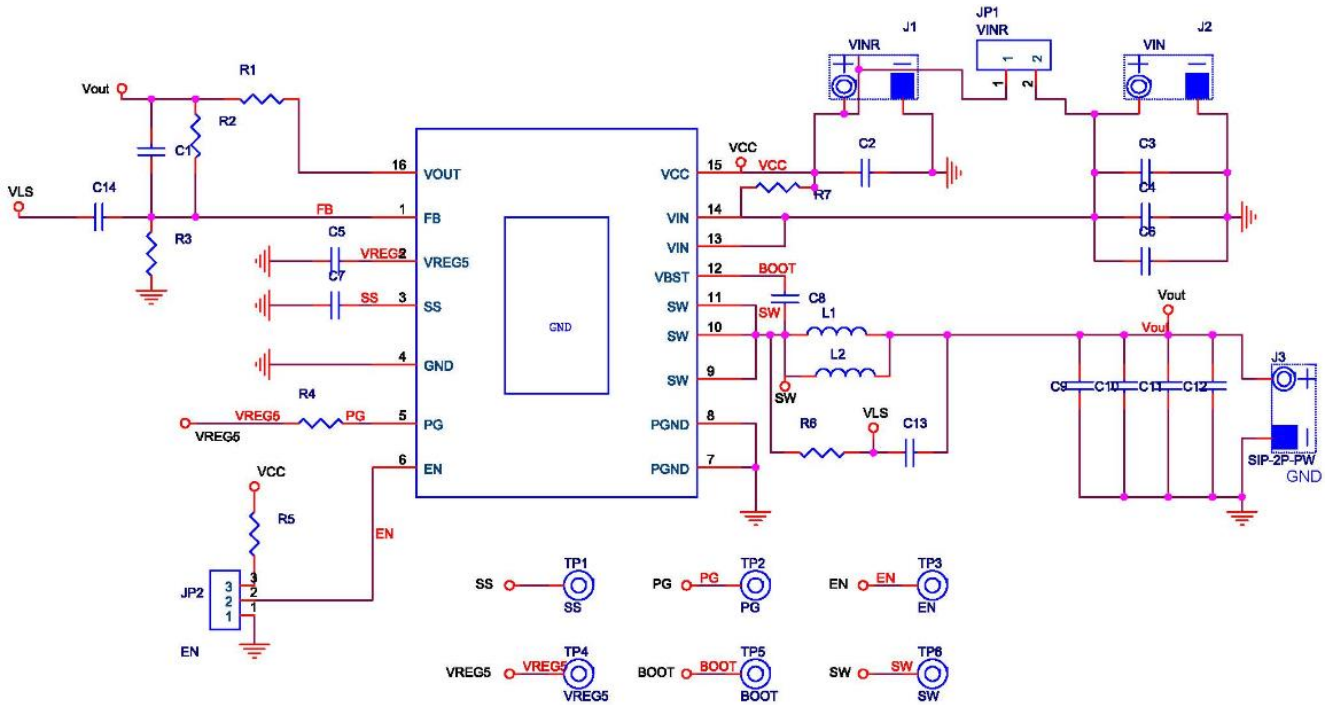 J1
JP1
VINR
J2
VINR
VIN
1
2
1
2
R1
Vout
R2
C1
C14
VLS
R3
FB
C5
VREG5
C7
SS
R4
VREG5
PG
VREG5
VCC
R5
EN
JP2
3
2
1
3
2
1
EN
16
VOUT
1
FB
2
VREG5
3
SS
4
GND
5
PG
6
EN
GND
15
VCC
14
VIN
13
VIN
12
VBST
11
SW
10
SW
9
SW
8
PGND
7
PGND
VCC
VCC
C2
R7
C3
C4
C6
BOOT
C8
SW
L1
L2
SW
VLS
R6
C13
Vout
Vout
C9
C10
C11
C12
J3
SIP-2P-PW
GND
SS
TP1
SS
PG
PG
TP2
PG
EN
EN
TP3
EN
VREG5
VREG5
TP4
VREG5
BOOT
BOOT
TP5
BOOT
SW
SW
TP6
SW